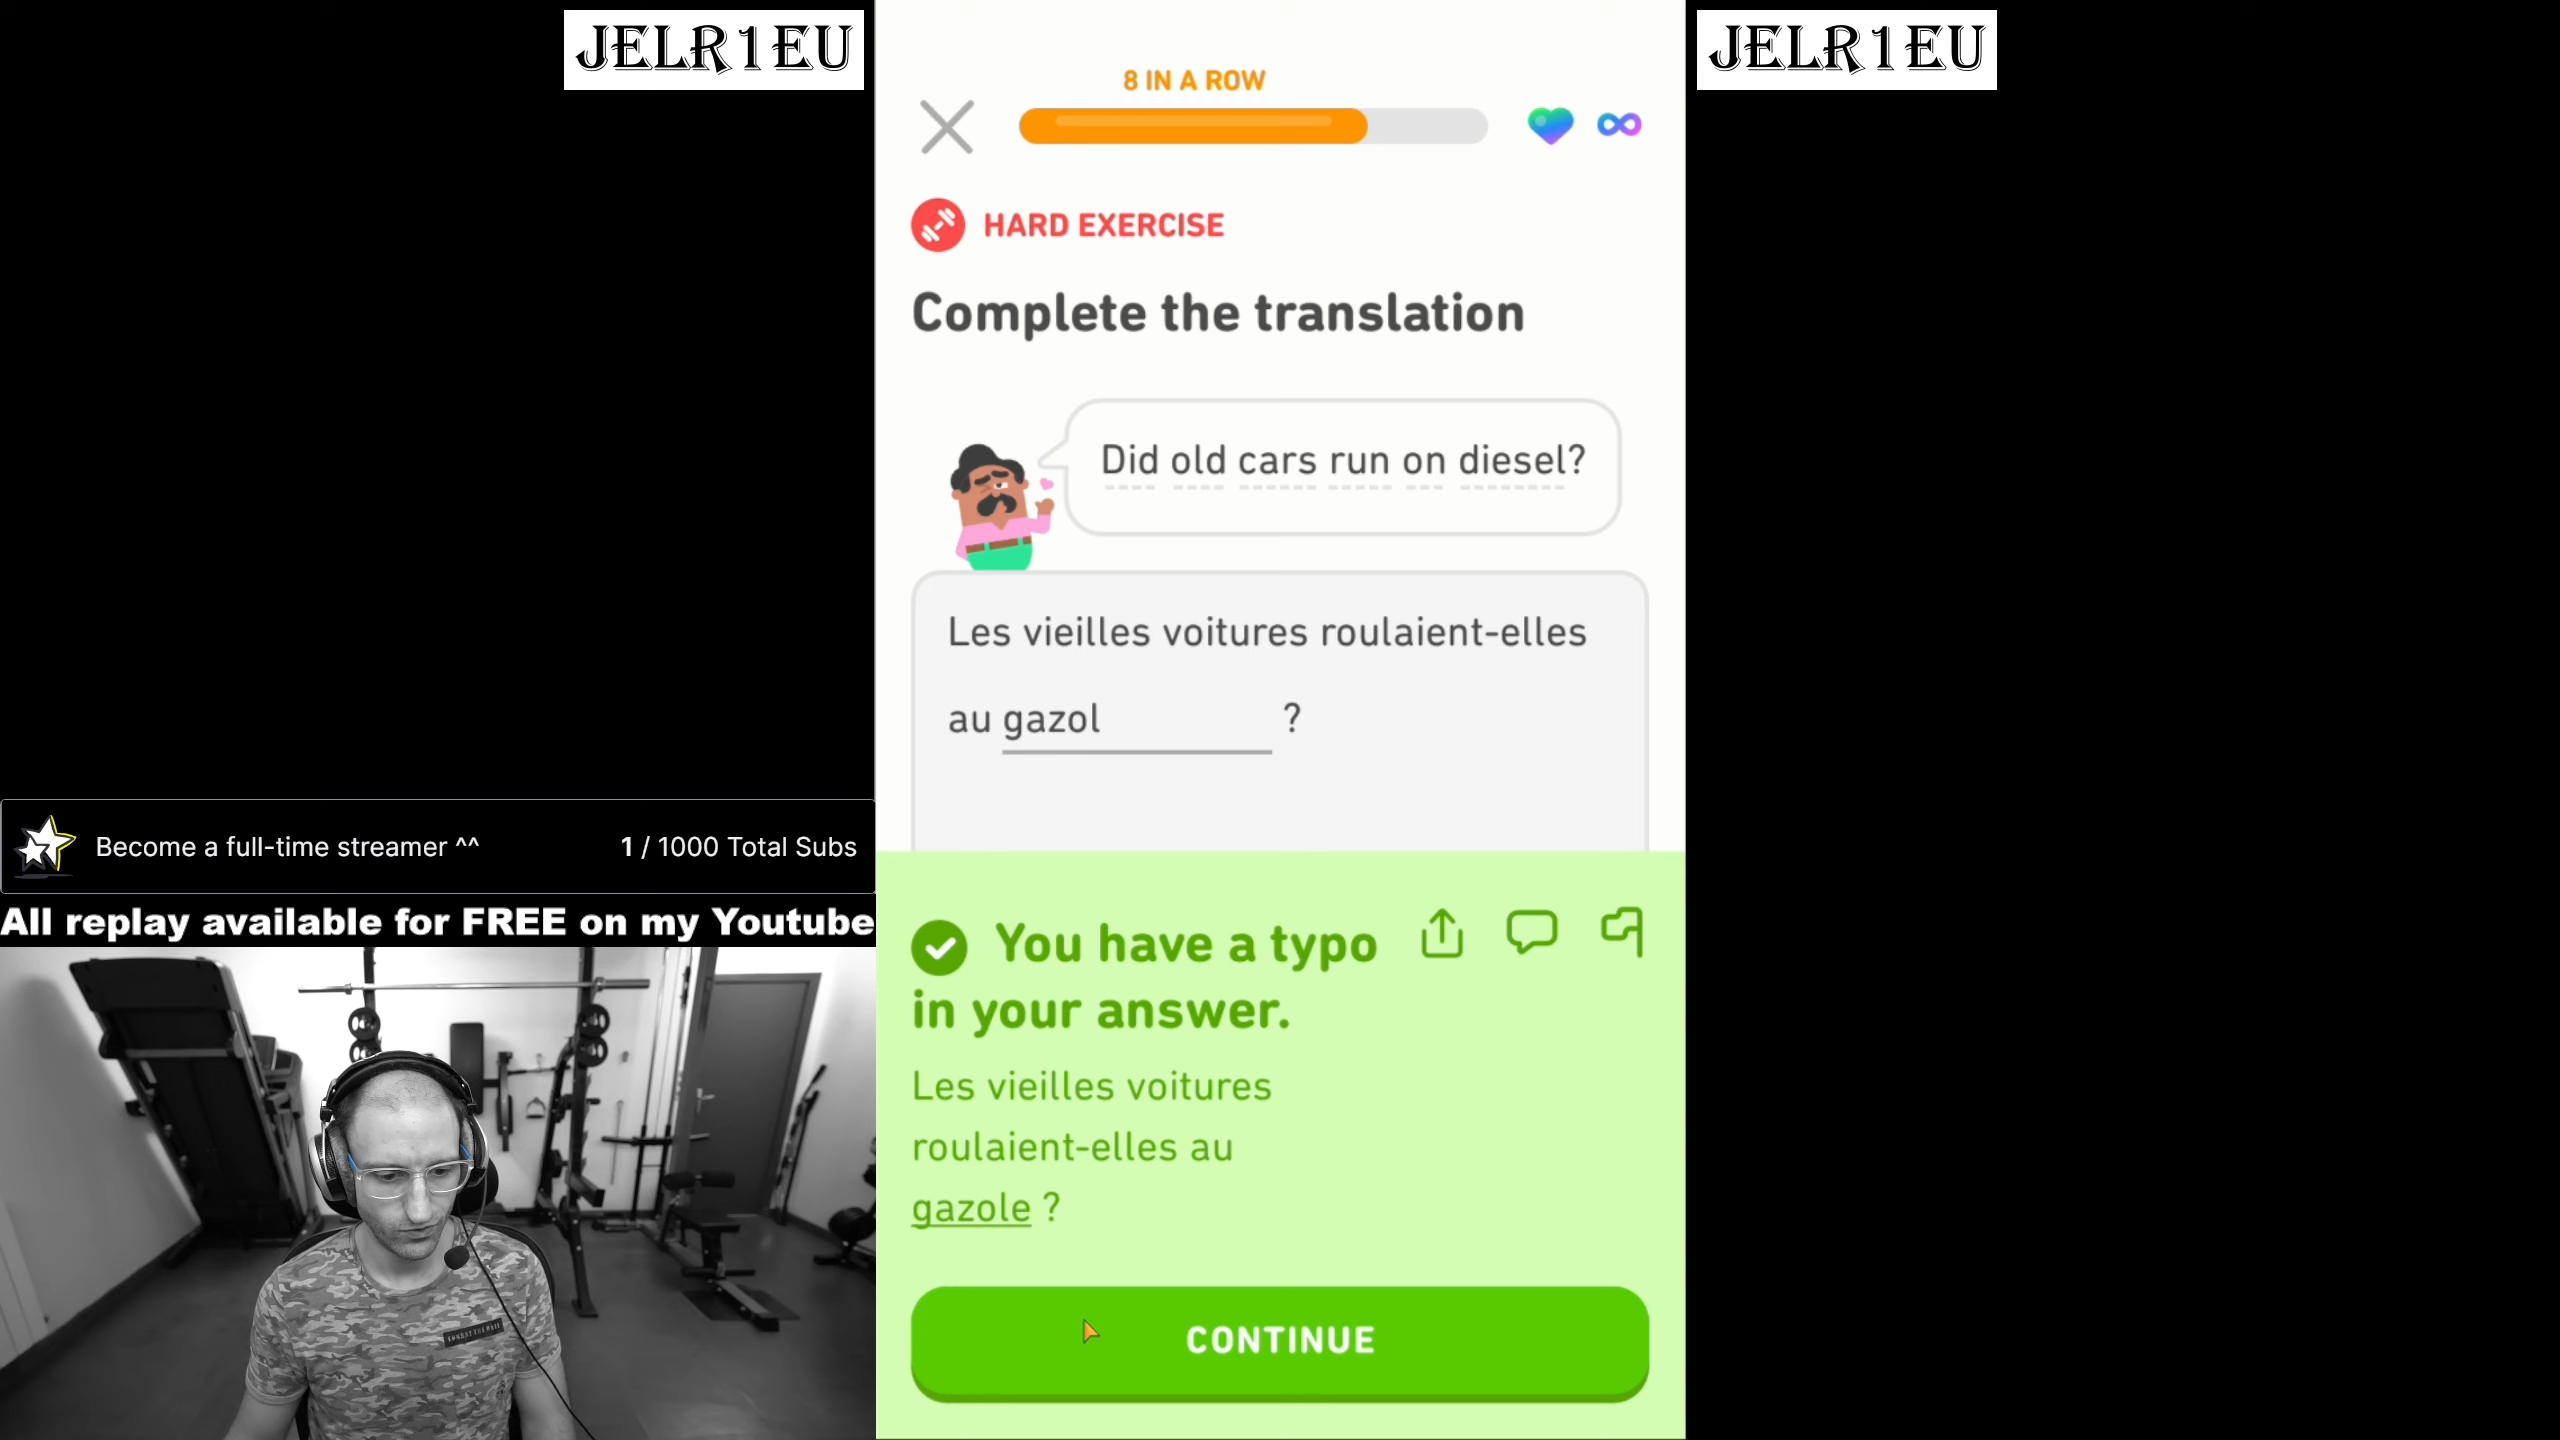 JELR1EU
JELR1EU
8 IN A ROW
HARD EXERCISE
Complete the translation
Did old cars run on diesel?
Les vieilles voitures roulaient-elles
au gazol ?
Become a full-time streamer ^^ 1 / 1000 Total Subs
All replay available for FREE on my Youtube
You have a typo
in your answer.
Les vieilles voitures
roulaient-elles au
gazole ?
CONTINUE